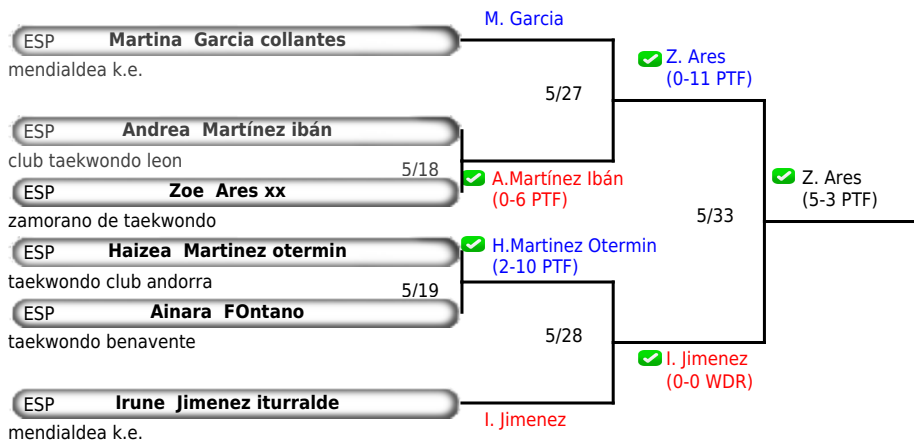 M. Garcia
ESP Martina Garcia collantes
mendialdea k.e.
Z. Ares
(0-11 PTF)
5/27
ESP Andrea Martínez ibán
club taekwondo leon
5/18
A.Martínez Ibán
(0-6 PTF)
Z. Ares
(5-3 PTF)
ESP Zoe Ares xx
zamorano de taekwondo
5/33
ESP Haizea Martinez otermin
H.Martinez Otermin
(2-10 PTF)
taekwondo club andorra
5/19
ESP Ainara FOntano
taekwondo benavente
5/28
I. Jimenez
(0-0 WDR)
ESP Irune Jimenez iturralde
I. Jimenez
mendialdea k.e.